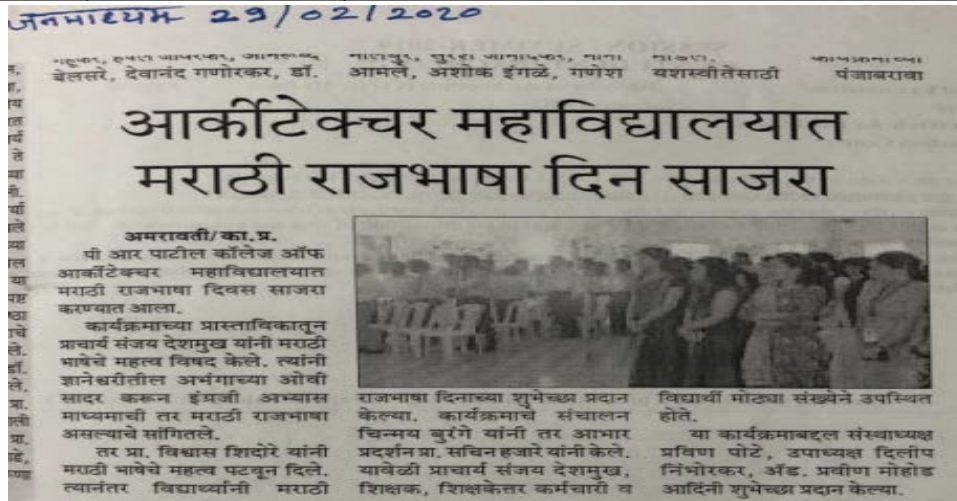 जनमाध्यम 29/02/2020
बेलसरे, देवानंद गणोरकर, डॉ.
आमले, अशोक इंगळे, गणेश
यशस्वीतेसाठी पंजाबरावा
आर्कीटेक्चर महाविद्यालयात
मराठी राजभाषा दिन साजरा
अमरावती/का.प्र.
पी आर पाटील कॉलेज ऑफ
आर्कीटेक्चर महाविद्यालयात
मराठी राजभाषा दिवस साजरा
करण्यात आला.
कार्यक्रमाच्या प्रास्ताविकातून
प्राचार्य संजय देशमुख यांनी मराठी
भाषेचे महत्व विषद केले. त्यांनी
ज्ञानेश्वरीतील अभंगाच्या ओवी
सादर करून इंग्रजी अभ्यास
माध्यमाची तर मराठी राजभाषा
असल्याचे सांगितले.
तर प्रा. विश्वास शिदोरे यांनी
मराठी भाषेचे महत्व पटवून दिले.
त्यानंतर विद्यार्थ्यांनी मराठी
राजभाषा दिनाच्या शुभेच्छा प्रदान
केल्या. कार्यक्रमाचे संचालन
चिन्मय बुरंगे यांनी तर आभार
प्रदर्शन प्रा. सचिन हजारे यांनी केले.
यावेळी प्राचार्य संजय देशमुख,
शिक्षक, शिक्षकेत्तर कर्मचारी व
विद्यार्थी मोठ्या संख्येने उपस्थित
होते.
या कार्यक्रमाबद्दल संस्थाध्यक्ष
प्रविण पोटे, उपाध्यक्ष दिलीप
निंभोरकर, अ‍ॅड. प्रवीण मोहोड
आदिंनी शुभेच्छा प्रदान केल्या.